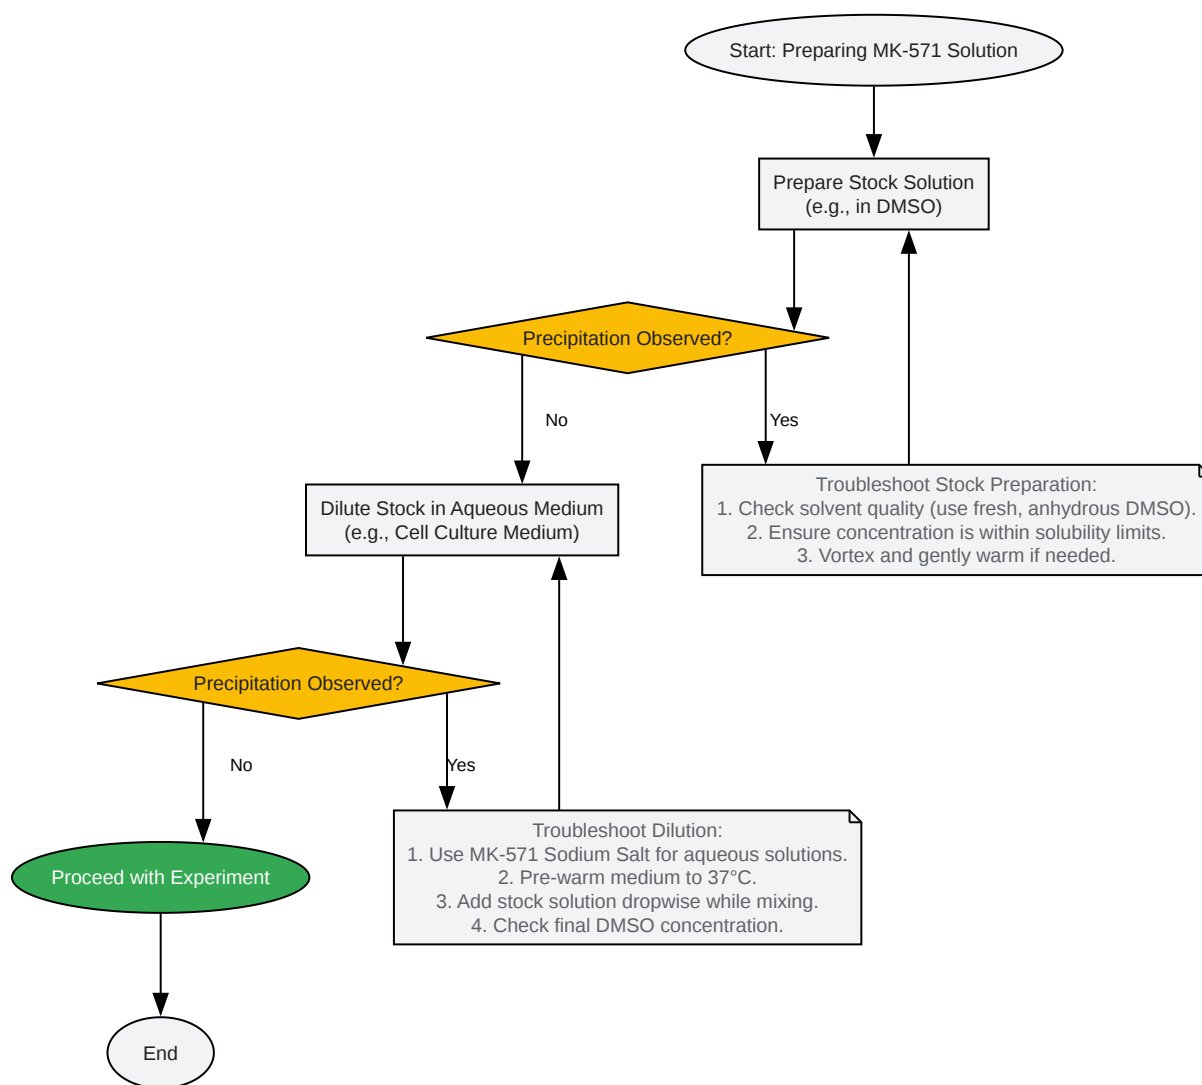 Start: Preparing MK-571 Solution
Prepare Stock Solution
(e.g., in DMSO)
Precipitation Observed?
No
Yes
Troubleshoot Stock Preparation:
1. Check solvent quality (use fresh, anhydrous DMSO).
2. Ensure concentration is within solubility limits.
3. Vortex and gently warm if needed.
Dilute Stock in Aqueous Medium
(e.g., Cell Culture Medium)
Precipitation Observed?
No
Yes
Troubleshoot Dilution:
1. Use MK-571 Sodium Salt for aqueous solutions.
2. Pre-warm medium to 37°C.
3. Add stock solution dropwise while mixing.
4. Check final DMSO concentration.
Proceed with Experiment
End